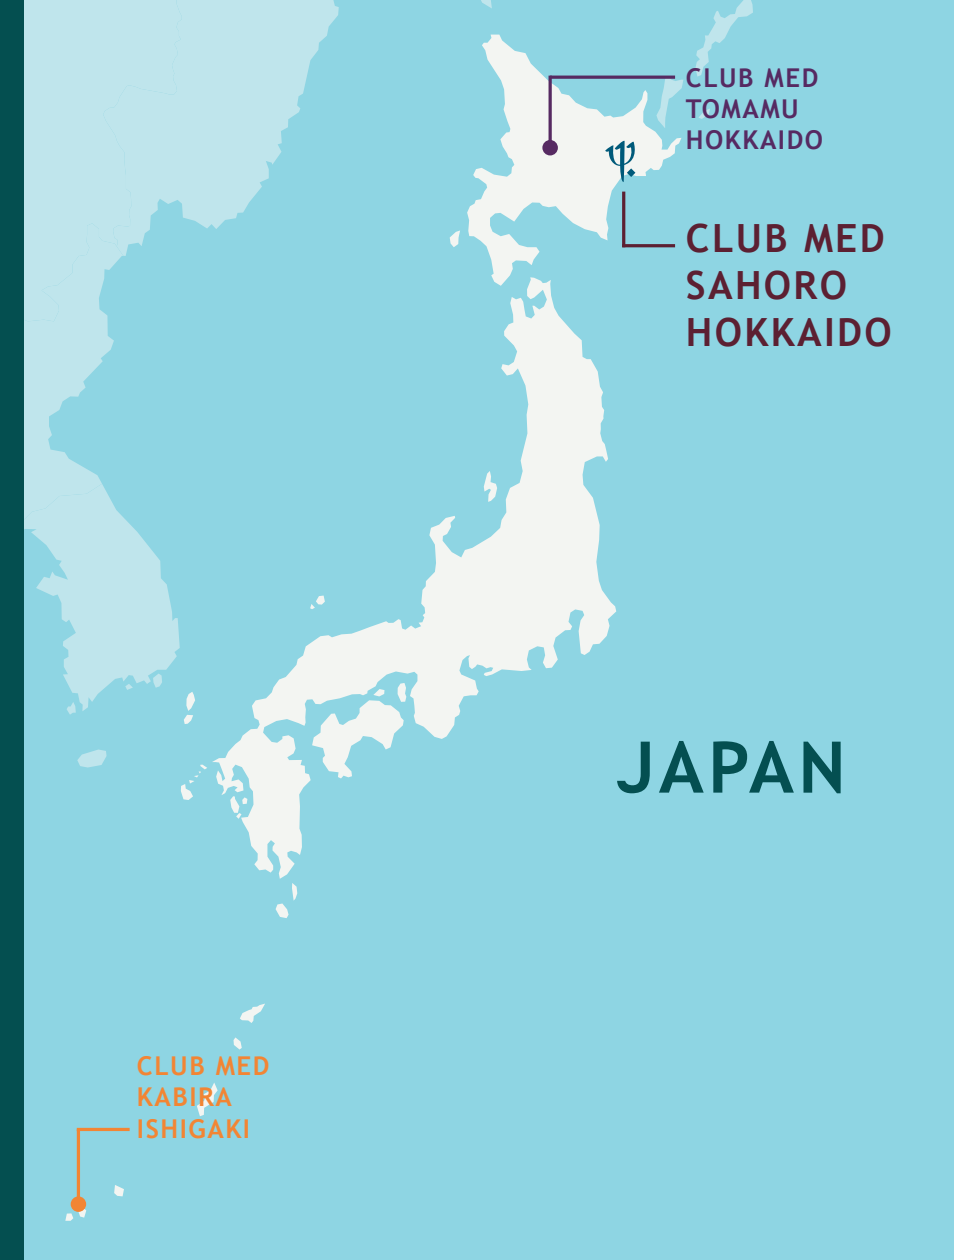 CLUB MED
TOMAMU
HOKKAIDO
CLUB MED
SAHORO
HOKKAIDO
JAPAN
CLUB MED
KABIRA
ISHIGAKI